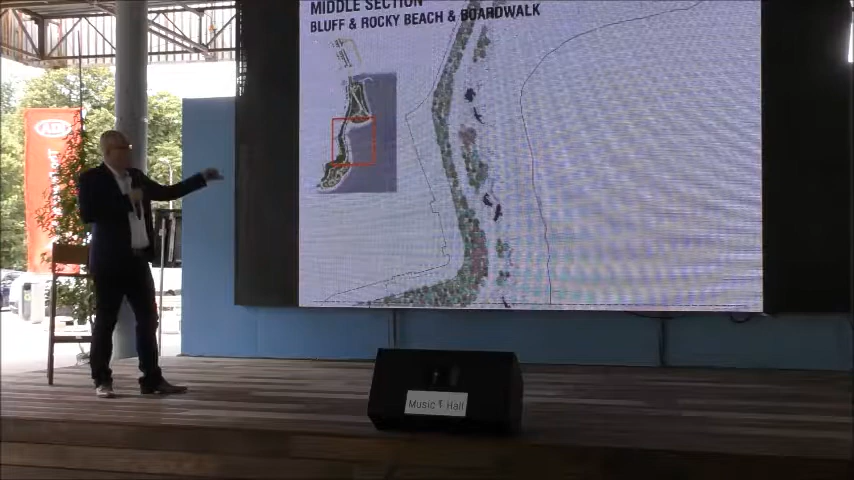 MIDDLE SECTION
BLUFF & ROCKY BEACH & BOARDWALK
Music Hall